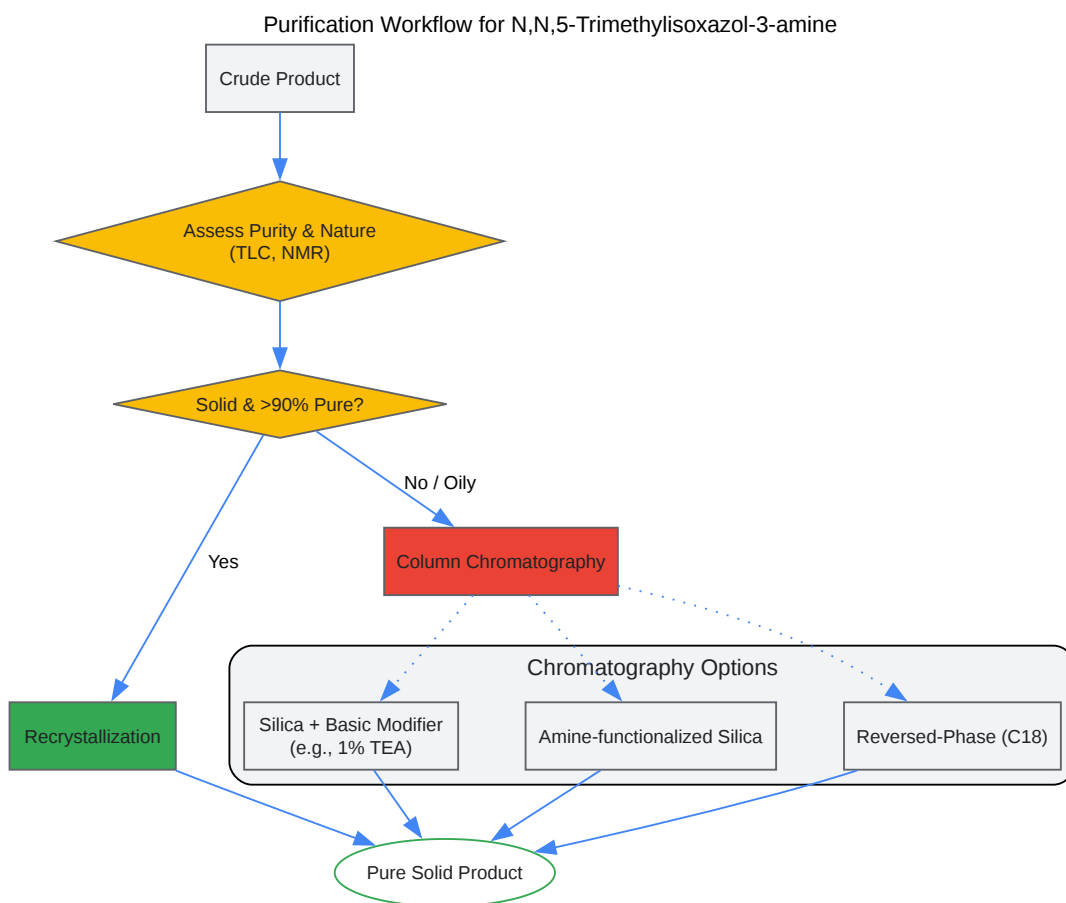 Purification Workflow for N,N,5-Trimethylisoxazol-3-amine
Crude Product
Assess Purity & Nature
(TLC, NMR)
Solid & >90% Pure?
No / Oily
Yes
Column Chromatography
Chromatography Options
Recrystallization
Silica + Basic Modifier
(e.g., 1% TEA)
Amine-functionalized Silica
Reversed-Phase (C18)
Pure Solid Product